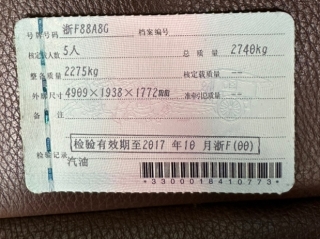 号牌号码 浙F88A8G 档案编号
核定载人数 5人 总质量 2740kg
整备质量 2275kg 核定载质量 --
外廓尺寸 4909×1938×1772mm 准牵引总质量 --
备注
检验有效期至2017 年10 月浙F(00)
检验记录
汽油
*3300018410773*